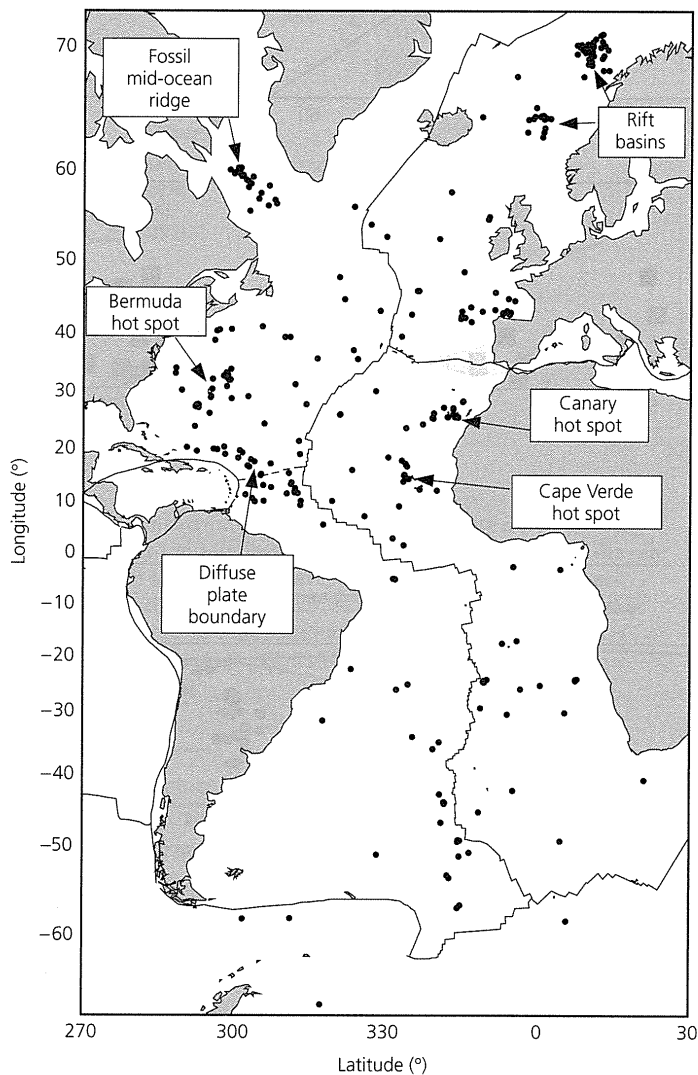 70
60
50
40
30
20
10
0
−10
−20
−30
−40
−50
−60
Longitude (°)
Fossil
mid-ocean
ridge
Rift
basins
Bermuda
hot spot
Canary
hot spot
Cape Verde
hot spot
Diffuse
plate
boundary
270 300 330 0 30
Latitude (°)